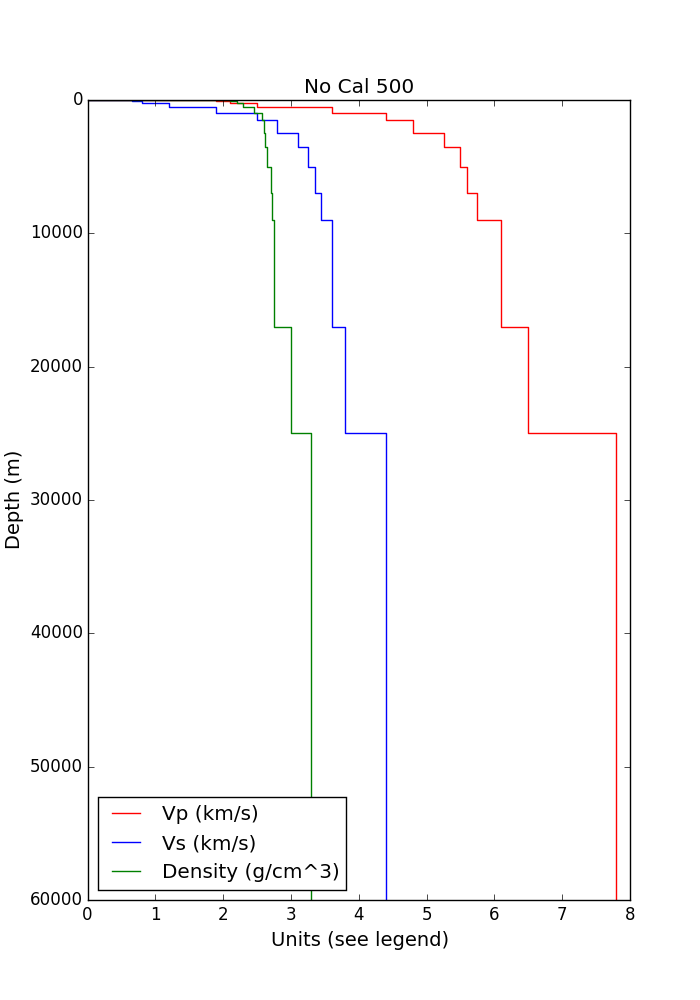 No Cal 500
0
10000
20000
30000
40000
50000
60000
Depth (m)
Vp (km/s)
Vs (km/s)
Density (g/cm^3)
0 1 2 3 4 5 6 7 8
Units (see legend)